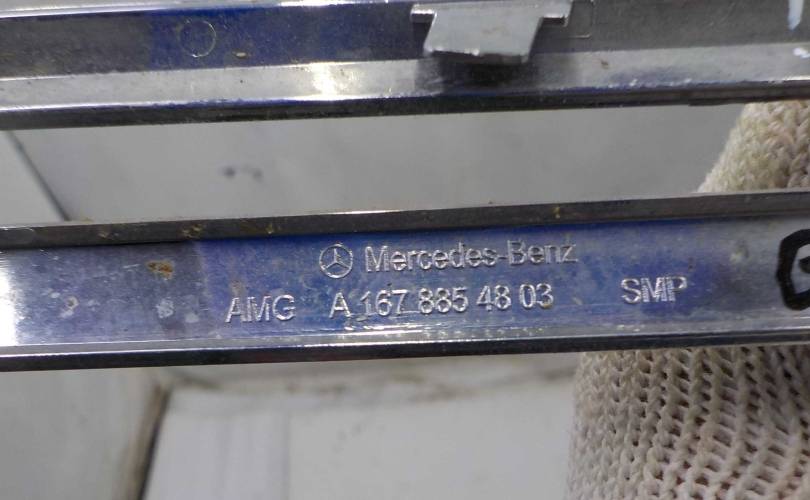 Mercedes-Benz
AMG A 167 885 48 03 SMP